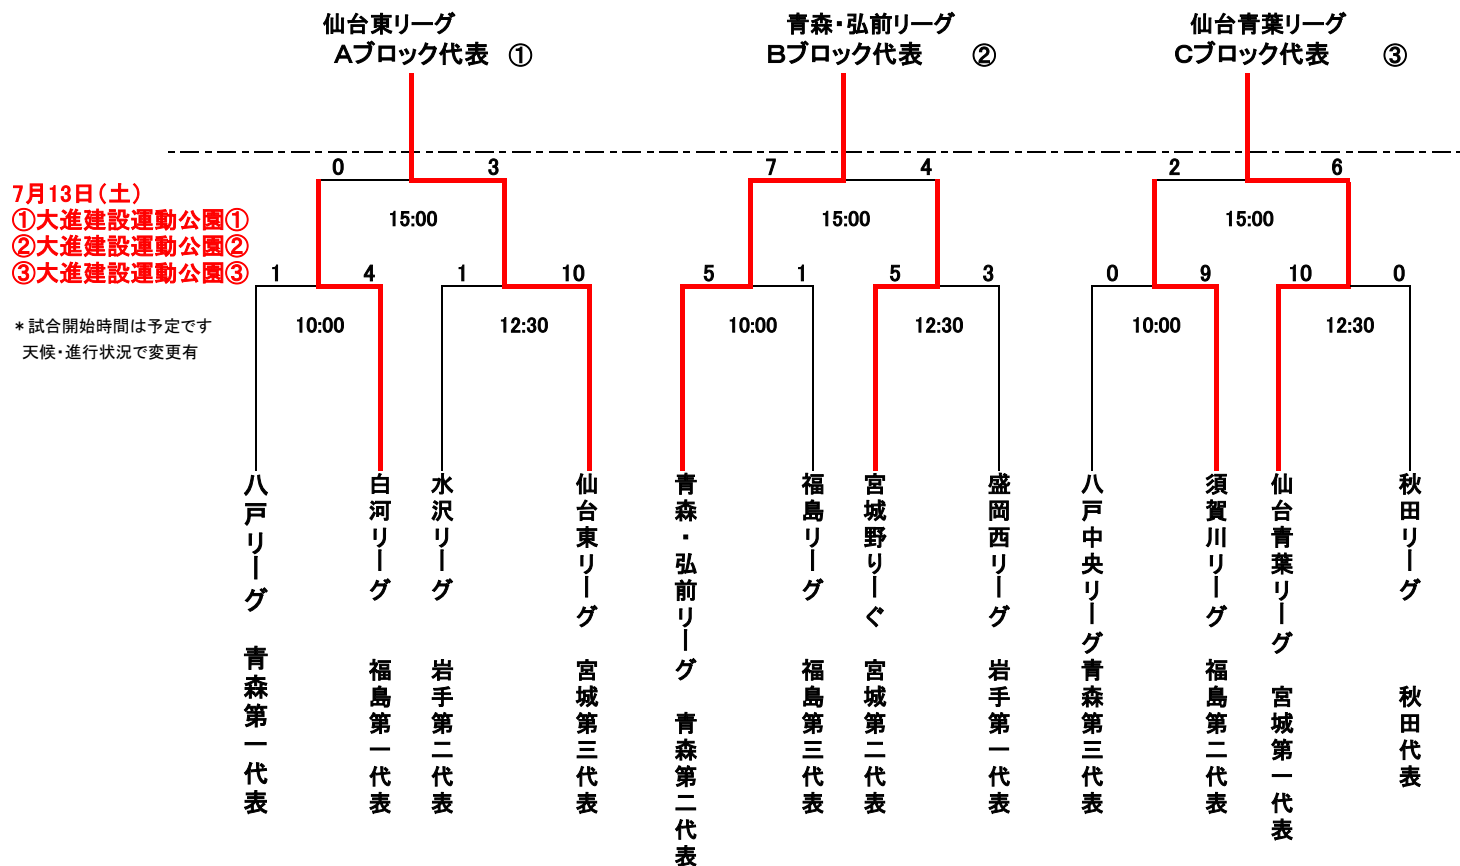 仙台東リーグ
Aブロック代表 ①
青森・弘前リーグ
Bブロック代表 ②
仙台青葉リーグ
Cブロック代表 ③
0 3
7 4
2 6
7月13日(土)
①大進建設運動公園①
②大進建設運動公園②
③大進建設運動公園③
15:00
15:00
15:00
1 4
1 10
5 1
5 3
0 9
10 0
*試合開始時間は予定です
天候・進行状況で変更有
10:00
12:30
10:00
12:30
10:00
12:30
八戸リーグ 青森第一代表
白河リーグ 福島第一代表
水沢リーグ 岩手第二代表
仙台東リーグ 宮城第三代表
青森・弘前リーグ 青森第二代表
福島リーグ 福島第三代表
宮城野りーぐ 宮城第二代表
盛岡西リーグ 岩手第一代表
八戸中央リーグ青森第三代表
須賀川リーグ 福島第二代表
仙台青葉リーグ 宮城第一代表
秋田リーグ 秋田代表